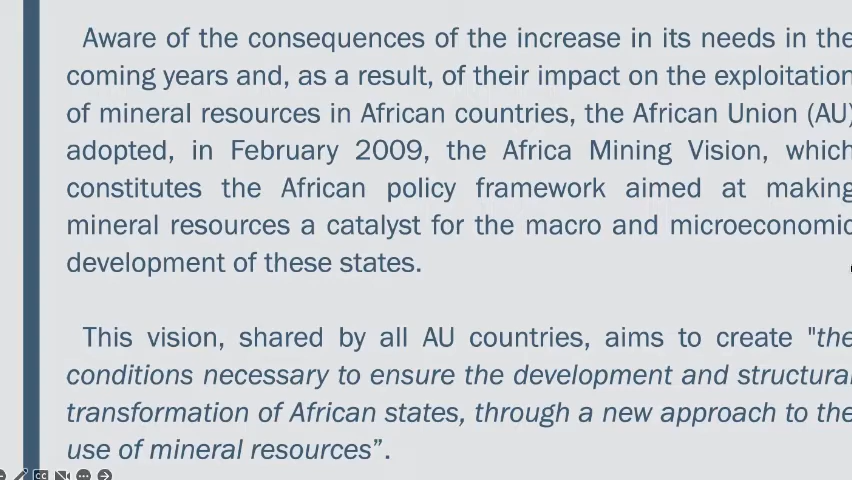 Aware of the consequences of the increase in its needs in the
coming years and, as a result, of their impact on the exploitation
of mineral resources in African countries, the African Union (AU)
adopted, in February 2009, the Africa Mining Vision, which
constitutes the African policy framework aimed at making
mineral resources a catalyst for the macro and microeconomic
development of these states.
This vision, shared by all AU countries, aims to create "the
conditions necessary to ensure the development and structural
transformation of African states, through a new approach to the
use of mineral resources”.
CC